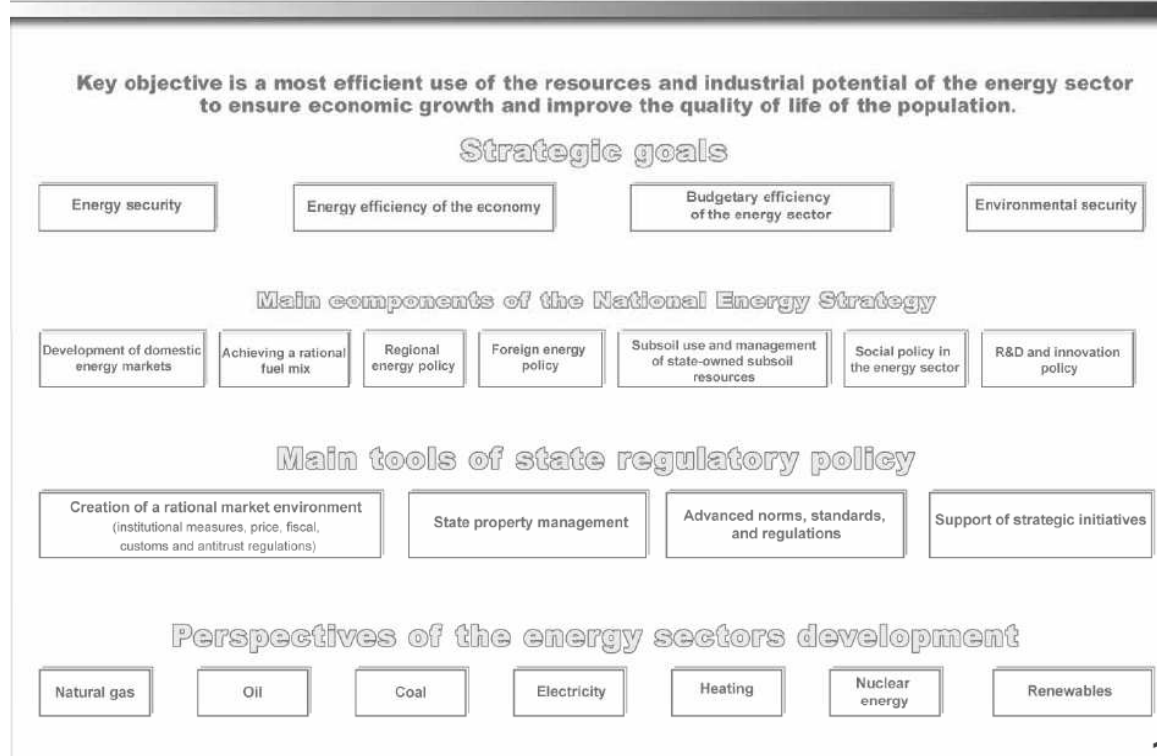 Key objective is a most efficient use of the resources and industrial potential of the energy sector
to ensure economic growth and improve the quality of life of the population.
Strategic goals
Energy security
Energy efficiency of the economy
Budgetary efficiency
of the energy sector
Environmental security
Main components of the National Energy Strategy
Development of domestic
energy markets
Achieving a rational
fuel mix
Regional
energy policy
Foreign energy
policy
Subsoil use and management
of state-owned subsoil
resources
Social policy in
the energy sector
R&D and innovation
policy
Main tools of state regulatory policy
Creation of a rational market environment
(institutional measures, price, fiscal,
customs and antitrust regulations)
State property management
Advanced norms, standards,
and regulations
Support of strategic initiatives
Perspectives of the energy sectors development
Natural gas
Oil
Coal
Electricity
Heating
Nuclear
energy
Renewables